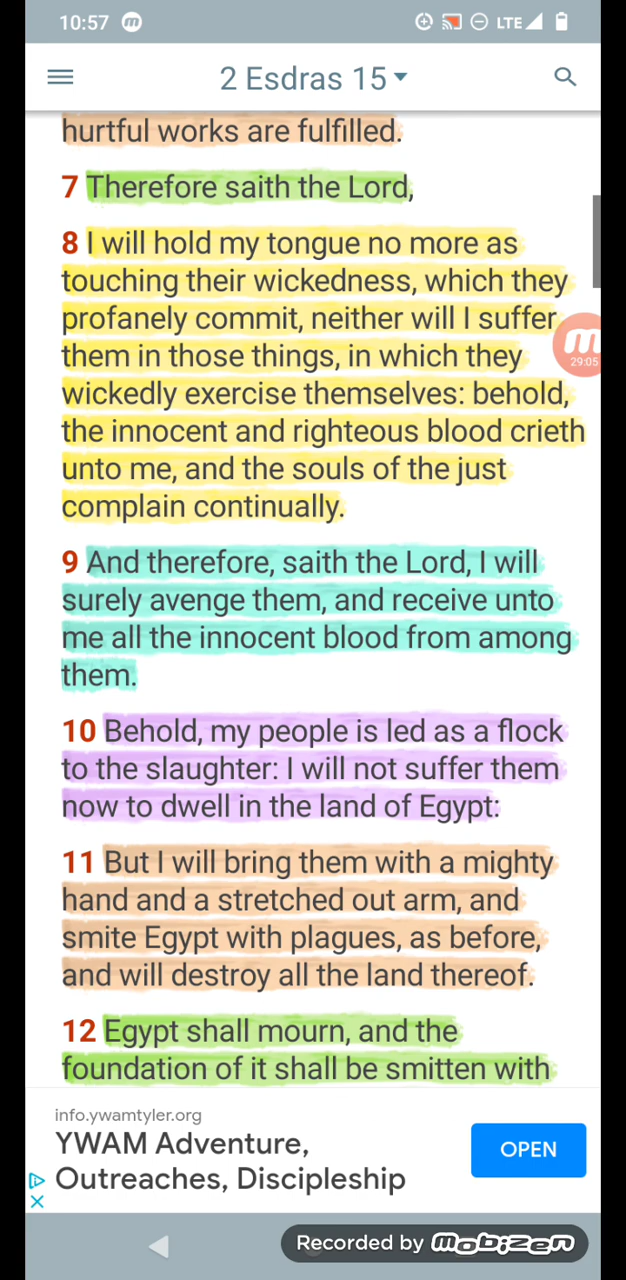 10:57 m LTE
2 Esdras 15
hurtful works are fulfilled.
7 Therefore saith the Lord,
8 I will hold my tongue no more as
touching their wickedness, which they
profanely commit, neither will I suffer
them in those things, in which they
wickedly exercise themselves: behold,
the innocent and righteous blood crieth
unto me, and the souls of the just
complain continually.
9 And therefore, saith the Lord, I will
surely avenge them, and receive unto
me all the innocent blood from among
them.
10 Behold, my people is led as a flock
to the slaughter: I will not suffer them
now to dwell in the land of Egypt:
11 But I will bring them with a mighty
hand and a stretched out arm, and
smite Egypt with plagues, as before,
and will destroy all the land thereof.
12 Egypt shall mourn, and the
foundation of it shall be smitten with
m
29:05
info.ywamtyler.org
YWAM Adventure,
Outreaches, Discipleship
OPEN
Recorded by mobizen